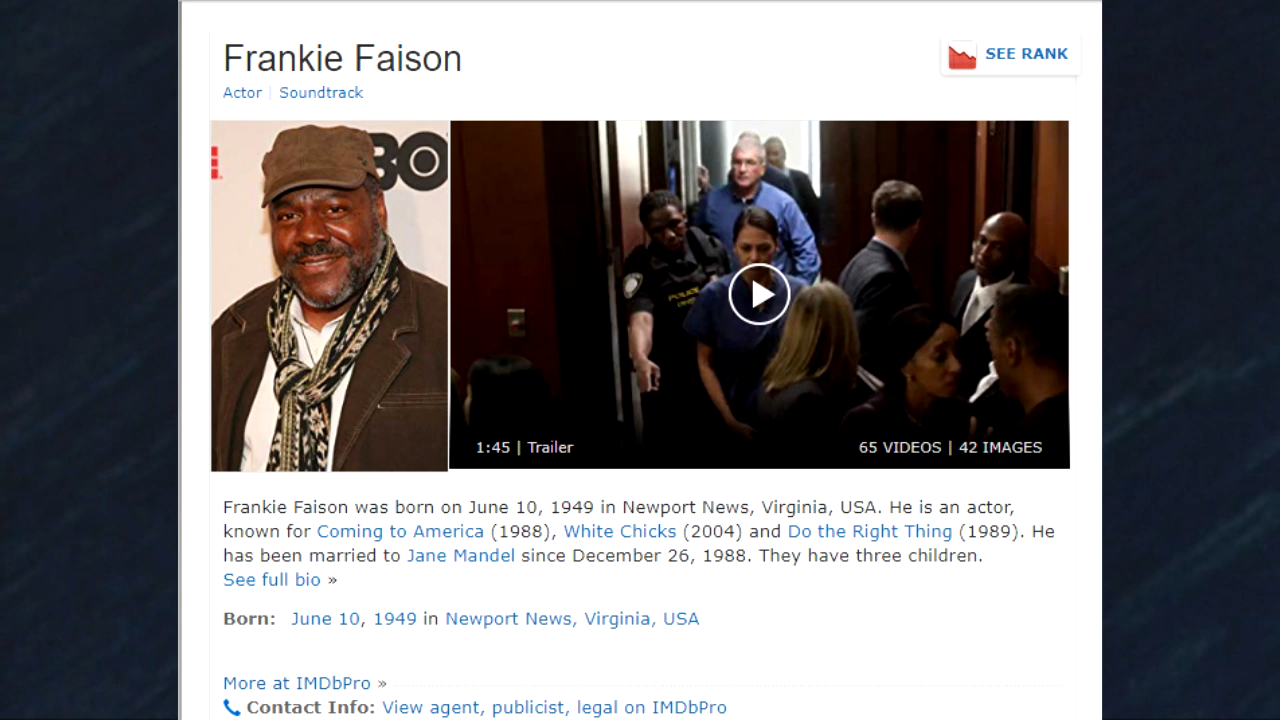 Frankie Faison
SEE RANK
Actor | Soundtrack
BO
POLICE
1:45 | Trailer
65 VIDEOS | 42 IMAGES
Frankie Faison was born on June 10, 1949 in Newport News, Virginia, USA. He is an actor,
known for Coming to America (1988), White Chicks (2004) and Do the Right Thing (1989). He
has been married to Jane Mandel since December 26, 1988. They have three children.
See full bio »
Born: June 10, 1949 in Newport News, Virginia, USA
More at IMDbPro »
Contact Info: View agent, publicist, legal on IMDbPro